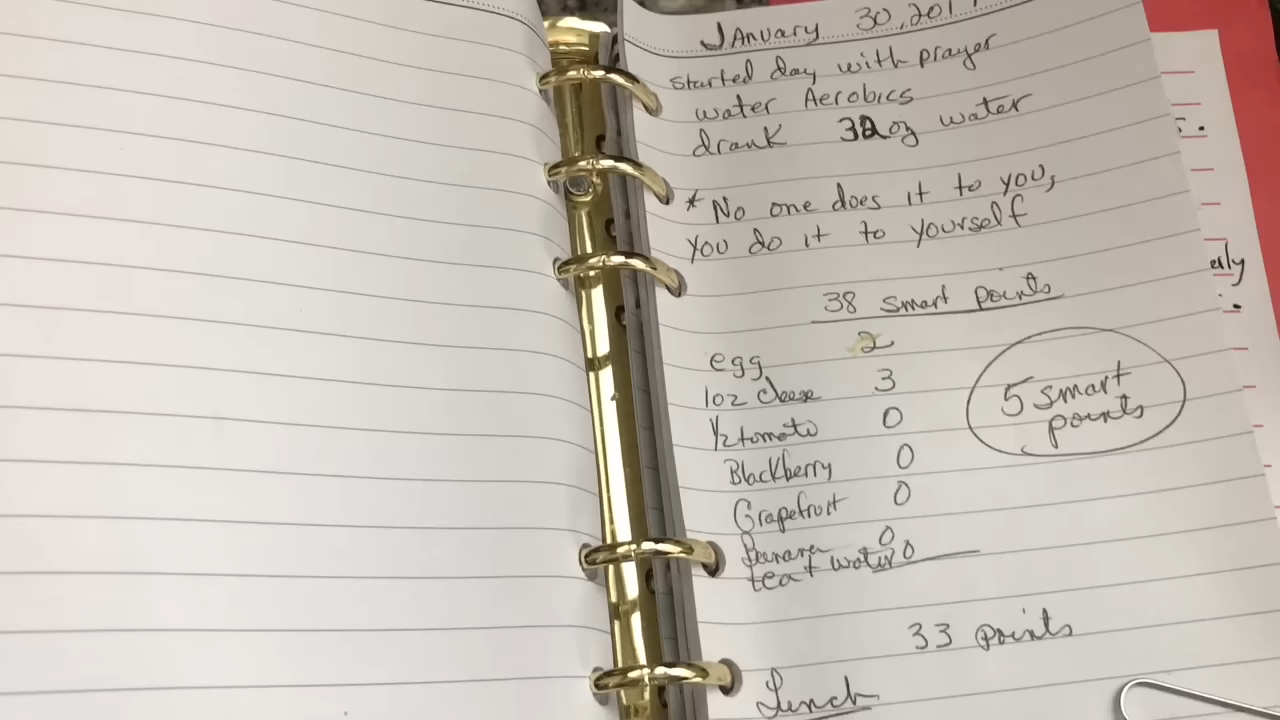 January 30, 201
Started day with prayer
water Aerobics
drank 32oz water
* No one does it to you,
you do it to yourself
38 smart points
egg 2
1oz cheese 3
1/2 tomato 0
5 smart
points
Blackberry 0
Grapefruit 0
Banana 0
tea + water 0
33 points
Lunch
erly